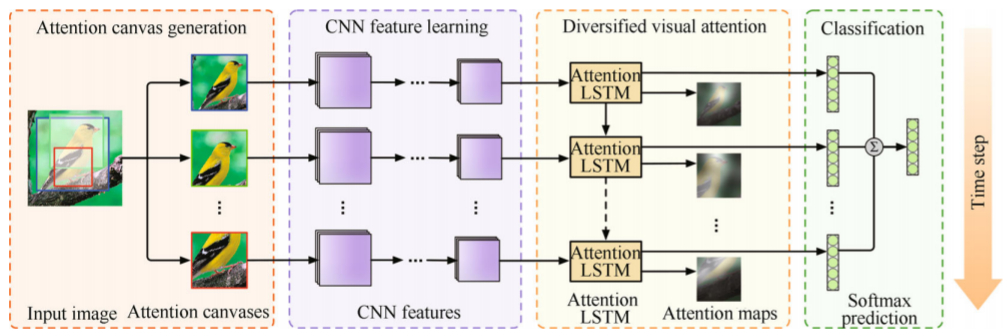 Attention canvas generation
CNN feature learning
Diversified visual attention
Classification
Attention
LSTM
Attention
LSTM
Attention
LSTM
Σ
Time step
Input image
Attention canvases
CNN features
Attention
LSTM
Attention maps
Softmax
prediction